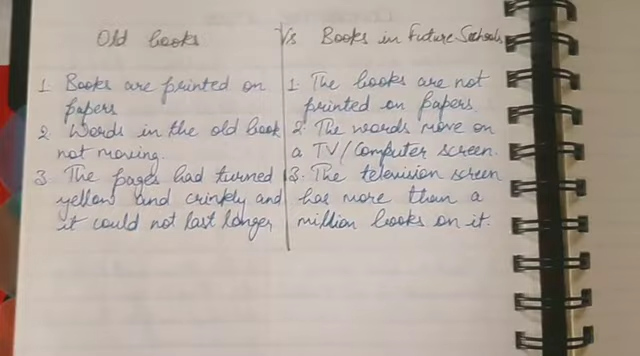 Old books Vs Books in Future Schools
1. Books are printed on
papers
2. Words in the old book
not moving.
3. The pages had turned
yellow and crinkly and
it could not last longer
1. The books are not
printed on papers.
2. The words move on
a TV/Computer screen.
3. The television screen
has more than a
million books on it.